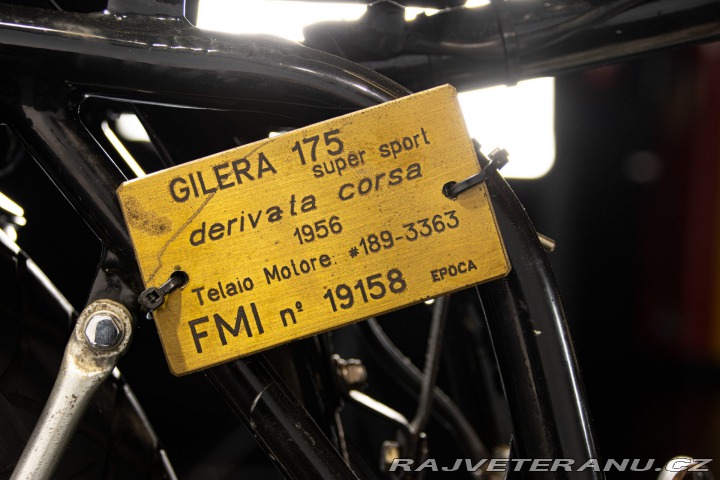 GILERA 175
super sport
derivata corsa
1956
Telaio Motore *189-3363
FMI nº 19158 EPOCA
RAJVETERANU.CZ